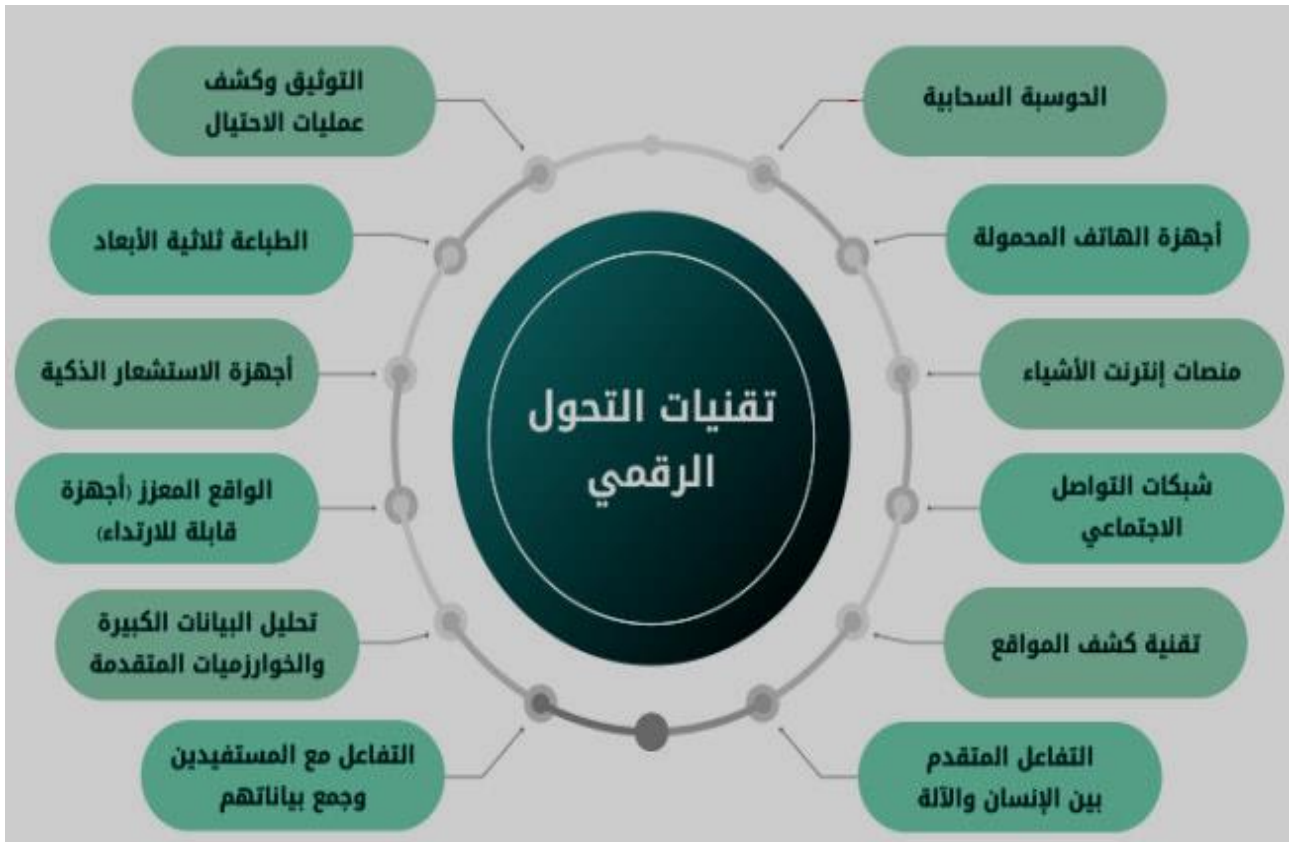 تقنيات التحول
الرقمي
الحوسبة السحابية
أجهزة الهاتف المحمولة
منصات إنترنت الأشياء
شبكات التواصل
الاجتماعي
تقنية كشف المواقع
التفاعل المتقدم
بين الإنسان والآلة
التوثيق وكشف
عمليات الاحتيال
الطباعة ثلاثية الأبعاد
أجهزة الاستشعار الذكية
الواقع المعزز (أجهزة
قابلة للارتداء)
تحليل البيانات الكبيرة
والخوارزميات المتقدمة
التفاعل مع المستفيدين
وجمع بياناتهم